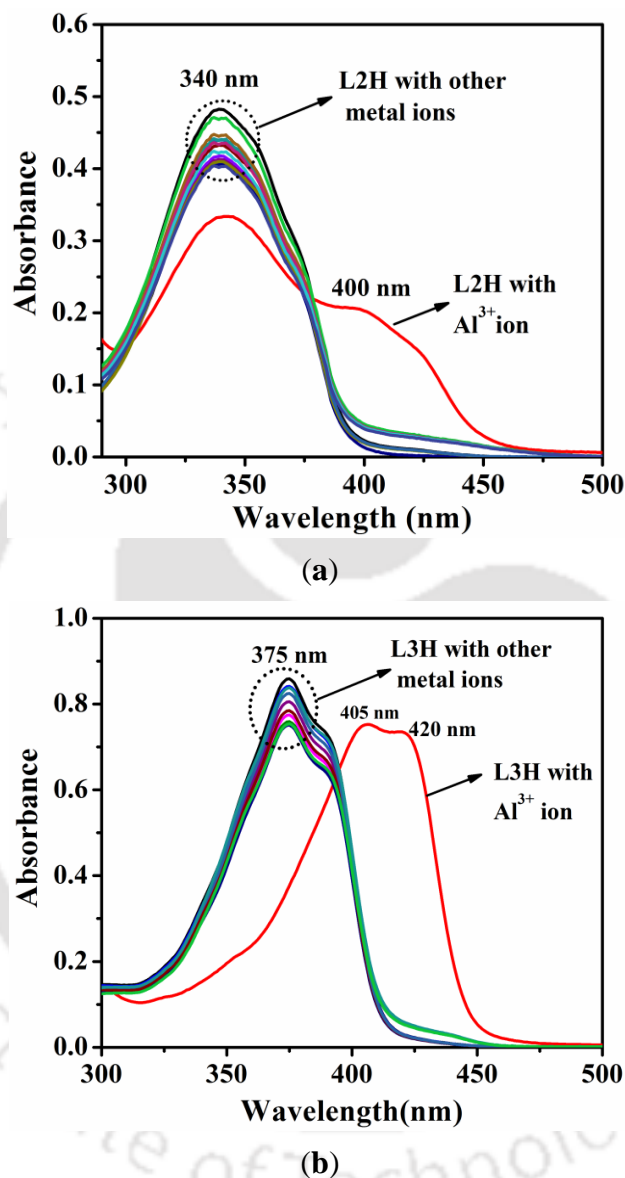 0.6
0.5
0.4
0.3
0.2
0.1
0.0
Absorbance
340 nm
L2H with other
metal ions
400 nm
L2H with
Al3+ion
300 350 400 450 500
Wavelength (nm)
(a)
1.0
0.8
0.6
0.4
0.2
0.0
Absorbance
375 nm
L3H with other
metal ions
405 nm
420 nm
L3H with
Al3+ ion
300 350 400 450 500
Wavelength(nm)
(b)
te of Technolo